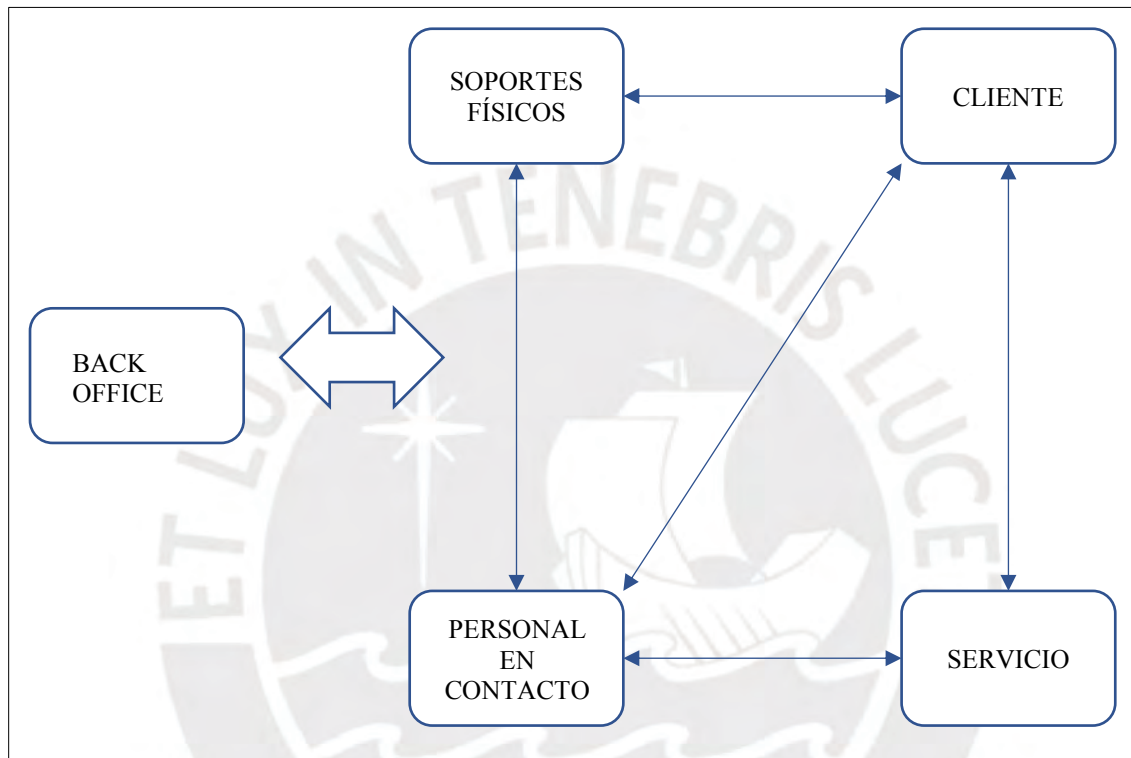 SOPORTES
FÍSICOS
CLIENTE
BACK
OFFICE
PERSONAL
EN
CONTACTO
SERVICIO
ET LUX IN TENEBRIS LUCET